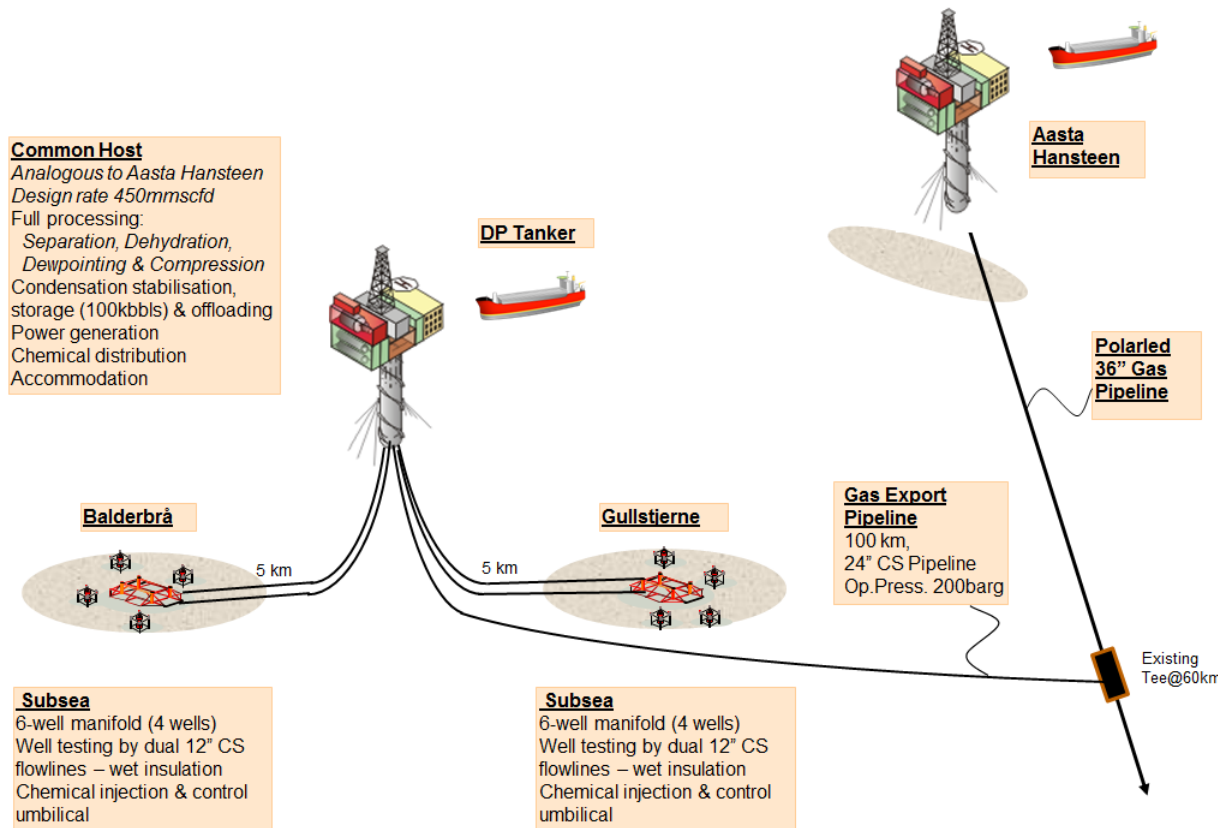 Common Host
Analogous to Aasta Hansteen
Design rate 450mmscfd
Full processing:
Separation, Dehydration,
Dewpointing & Compression
Condensation stabilisation,
storage (100kbbls) & offloading
Power generation
Chemical distribution
Accommodation
DP Tanker
Aasta
Hansteen
Polarled
36” Gas
Pipeline
Balderbrå
5 km
5 km
Gullstjerne
Gas Export
Pipeline
100 km,
24” CS Pipeline
Op.Press. 200barg
Existing
Tee@60km
Subsea
6-well manifold (4 wells)
Well testing by dual 12” CS
flowlines – wet insulation
Chemical injection & control
umbilical
Subsea
6-well manifold (4 wells)
Well testing by dual 12” CS
flowlines – wet insulation
Chemical injection & control
umbilical